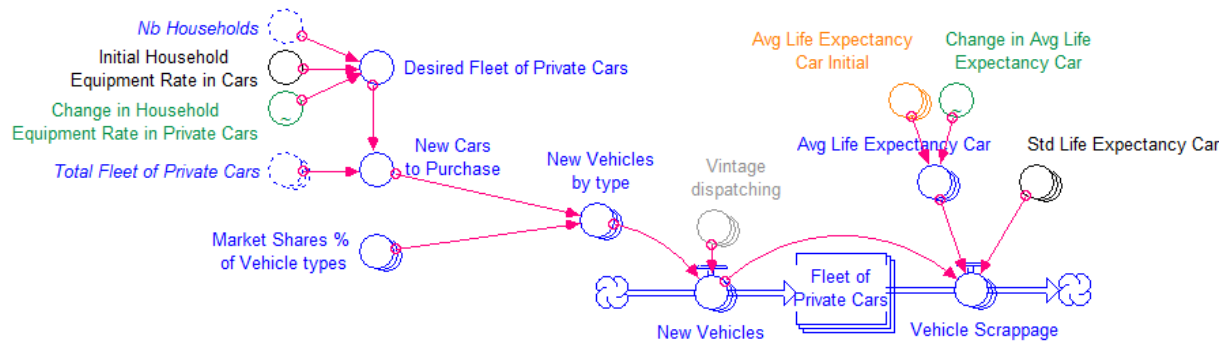 Nb Households
Initial Household
Equipment Rate in Cars
Desired Fleet of Private Cars
Change in Household
Equipment Rate in Private Cars
Total Fleet of Private Cars
New Cars
to Purchase
Market Shares %
of Vehicle types
New Vehicles
by type
Vintage
dispatching
New Vehicles
Fleet of
Private Cars
Avg Life Expectancy
Car Initial
Change in Avg Life
Expectancy Car
Avg Life Expectancy Car
Std Life Expectancy Car
Vehicle Scrappage